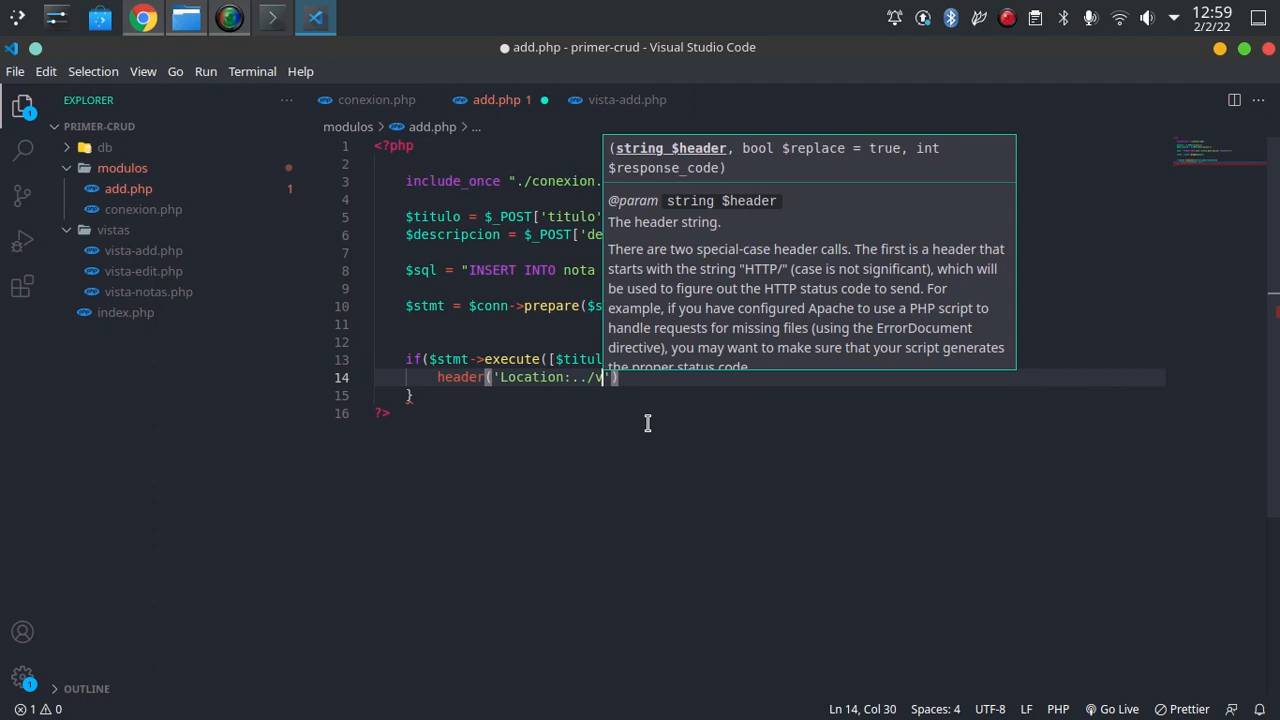 12:59
2/2/22
add.php - primer-crud - Visual Studio Code
File Edit Selection View Go Run Terminal Help
EXPLORER
conexion.php
add.php 1
vista-add.php
PRIMER-CRUD
modulos > add.php > ...
db
modulos
add.php 1
conexion.php
vistas
vista-add.php
vista-edit.php
vista-notas.php
index.php
1 <?php
2
3 include_once "./conexion.
4
5 $titulo = $_POST['titulo'
6 $descripcion = $_POST['de
7
8 $sql = "INSERT INTO nota
9
10 $stmt = $conn->prepare($s
11
12
13 if($stmt->execute([$titul
14 header('Location:../v')
15 }
16 ?>
(string $header, bool $replace = true, int
$response_code)
@param string $header
The header string.
There are two special-case header calls. The first is a header that
starts with the string "HTTP/" (case is not significant), which will
be used to figure out the HTTP status code to send. For
example, if you have configured Apache to use a PHP script to
handle requests for missing files (using the ErrorDocument
directive), you may want to make sure that your script generates
the proper status code.
1
1
OUTLINE
1 0
Ln 14, Col 30
Spaces: 4
UTF-8
LF
PHP
Go Live
Prettier